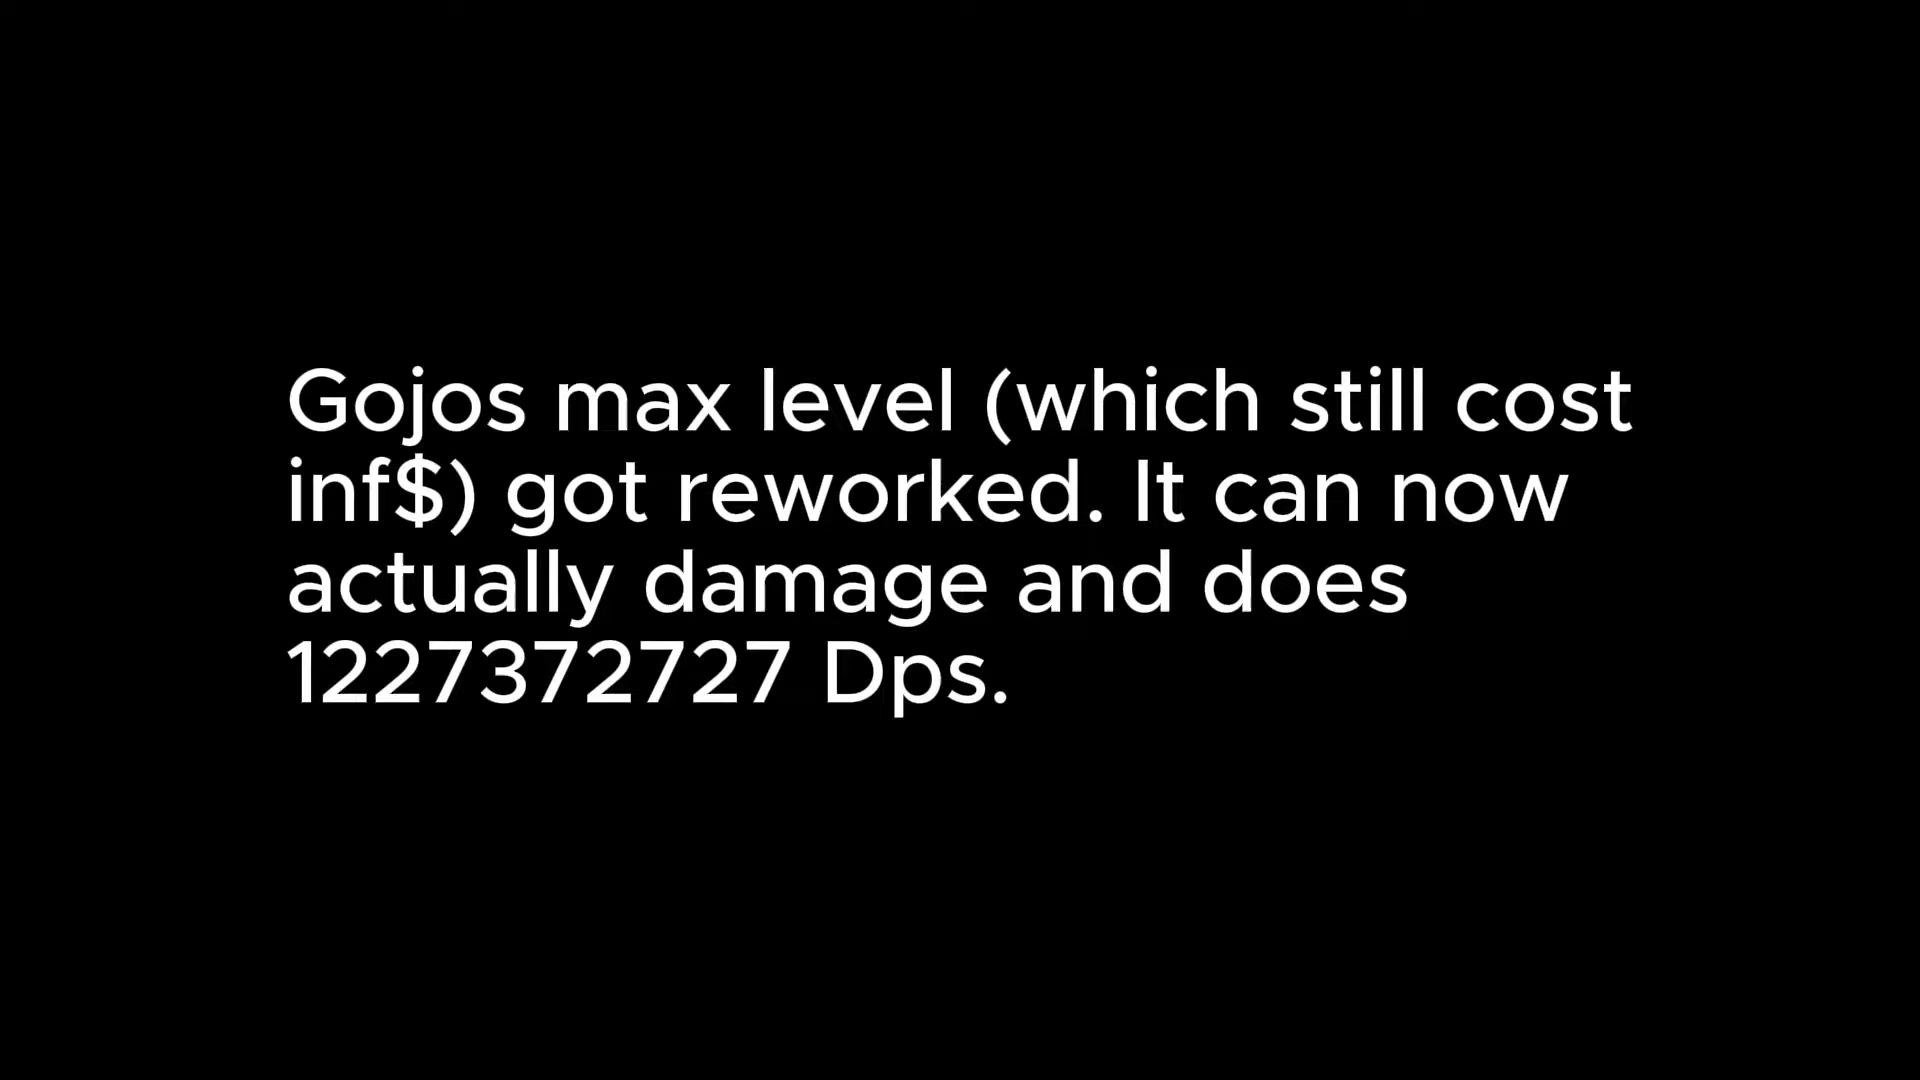 Gojos max level (which still cost
inf$) got reworked. It can now
actually damage and does
1227372727 Dps.